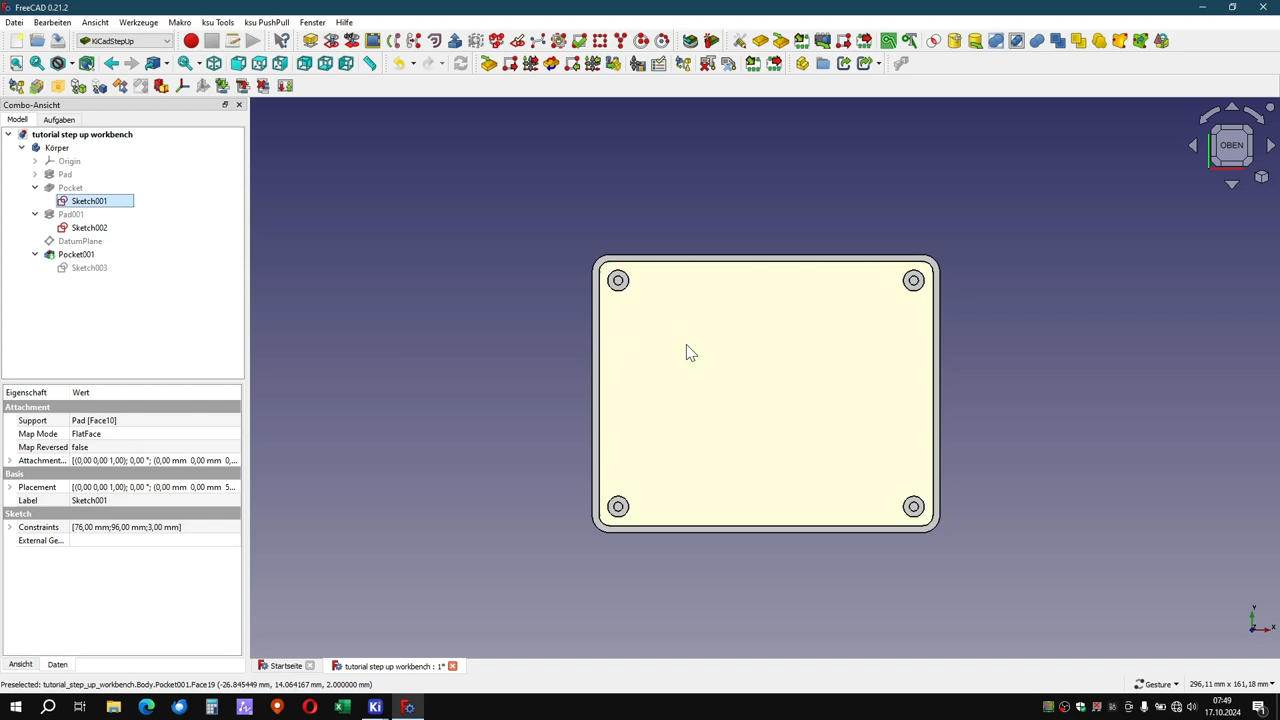 FreeCAD 0.21.2
Datei Bearbeiten Ansicht Werkzeuge Makro ksu Tools ksu PushPull Fenster Hilfe
KiCadStepUp
Combo-Ansicht
Modell Aufgaben
tutorial step up workbench
Körper
Origin
Pad
Pocket
Sketch001
Pad001
Sketch002
DatumPlane
Pocket001
Sketch003
OBEN
Eigenschaft Wert
Attachment
Support Pad [Face10]
Map Mode FlatFace
Map Reversed false
Attachment... [(0,00 0,00 1,00); 0,00 °; (0,00 mm 0,00 mm 0,...
Basis
Placement [(0,00 0,00 1,00); 0,00 °; (0,00 mm 0,00 mm 5...
Label Sketch001
Sketch
Constraints [76,00 mm;96,00 mm;3,00 mm]
External Ge...
Y
Z X
Ansicht Daten
Startseite tutorial step up workbench : 1*
Preselected: tutorial_step_up_workbench.Body.Pocket001.Face19 (-26.845449 mm, 14.064167 mm, 2.000000 mm)
Gesture 296,11 mm x 161,18 mm
Ki
07:49
17.10.2024